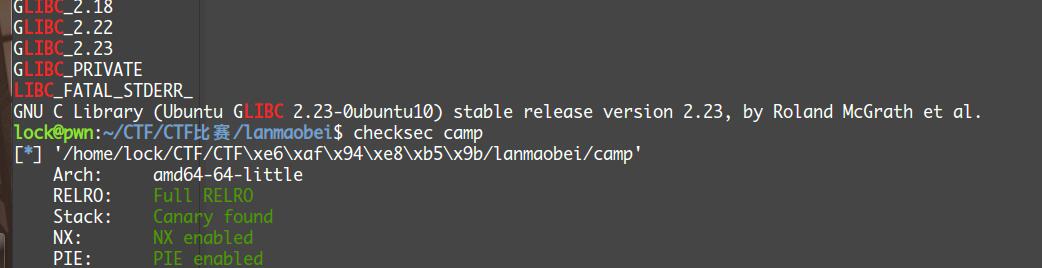 GLIBC_2.18
GLIBC_2.22
GLIBC_2.23
GLIBC_PRIVATE
LIBC_FATAL_STDERR_
GNU C Library (Ubuntu GLIBC 2.23-0ubuntu10) stable release version 2.23, by Roland McGrath et al.
lock@pwn:~/CTF/CTF比赛/lanmaobei$ checksec camp
[*] '/home/lock/CTF/CTF\xe6\xaf\x94\xe8\xb5\x9b/lanmaobei/camp'
    Arch:     amd64-64-little
    RELRO:    Full RELRO
    Stack:    Canary found
    NX:       NX enabled
    PIE:      PIE enabled